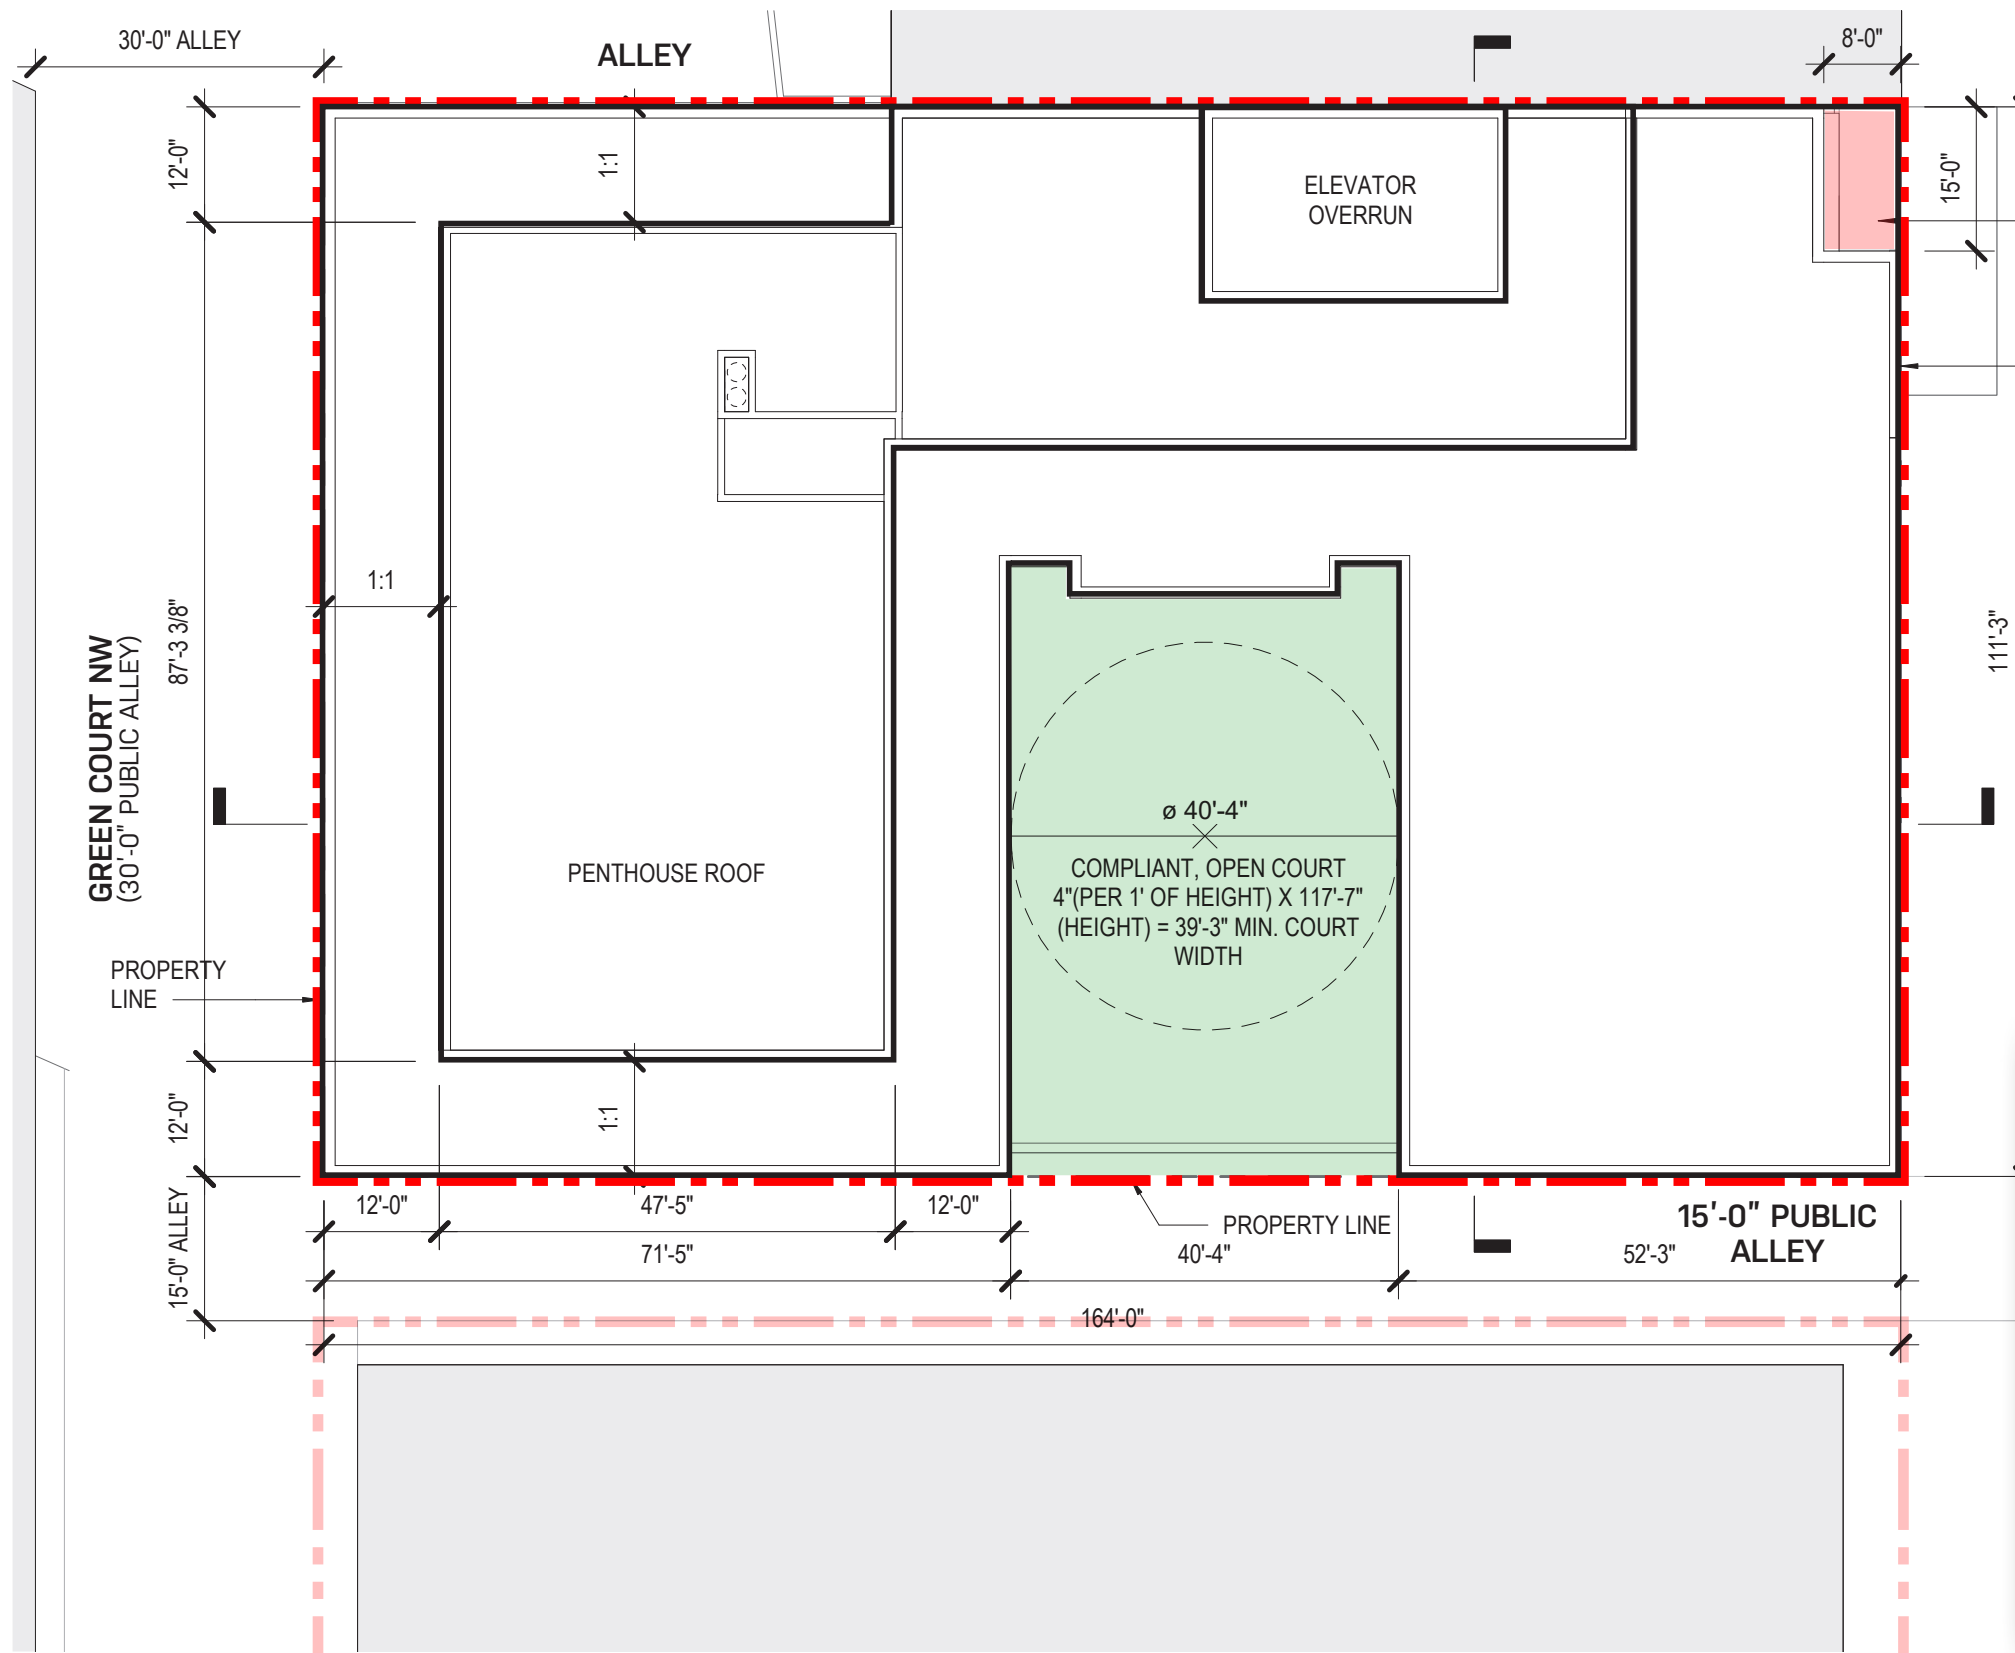 30'-0" ALLEY
ALLEY
8'-0"
12'-0"
1:1
ELEVATOR
OVERRUN
15'-0"
1:1
87'-3 3/8"
GREEN COURT NW
(30'-0" PUBLIC ALLEY)
111'-3"
ø 40'-4"
COMPLIANT, OPEN COURT
4"(PER 1' OF HEIGHT) X 117'-7"
(HEIGHT) = 39'-3" MIN. COURT
WIDTH
PENTHOUSE ROOF
PROPERTY
LINE
12'-0"
1:1
15'-0" ALLEY
12'-0"
47'-5"
12'-0"
PROPERTY LINE
15'-0" PUBLIC
ALLEY
71'-5"
40'-4"
52'-3"
164'-0"